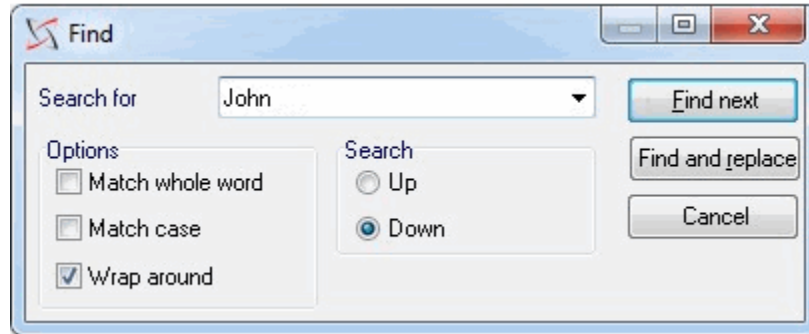 Find
Search for
John
Find next
Options
Search
Find and replace
Match whole word
Up
Match case
Down
Cancel
Wrap around